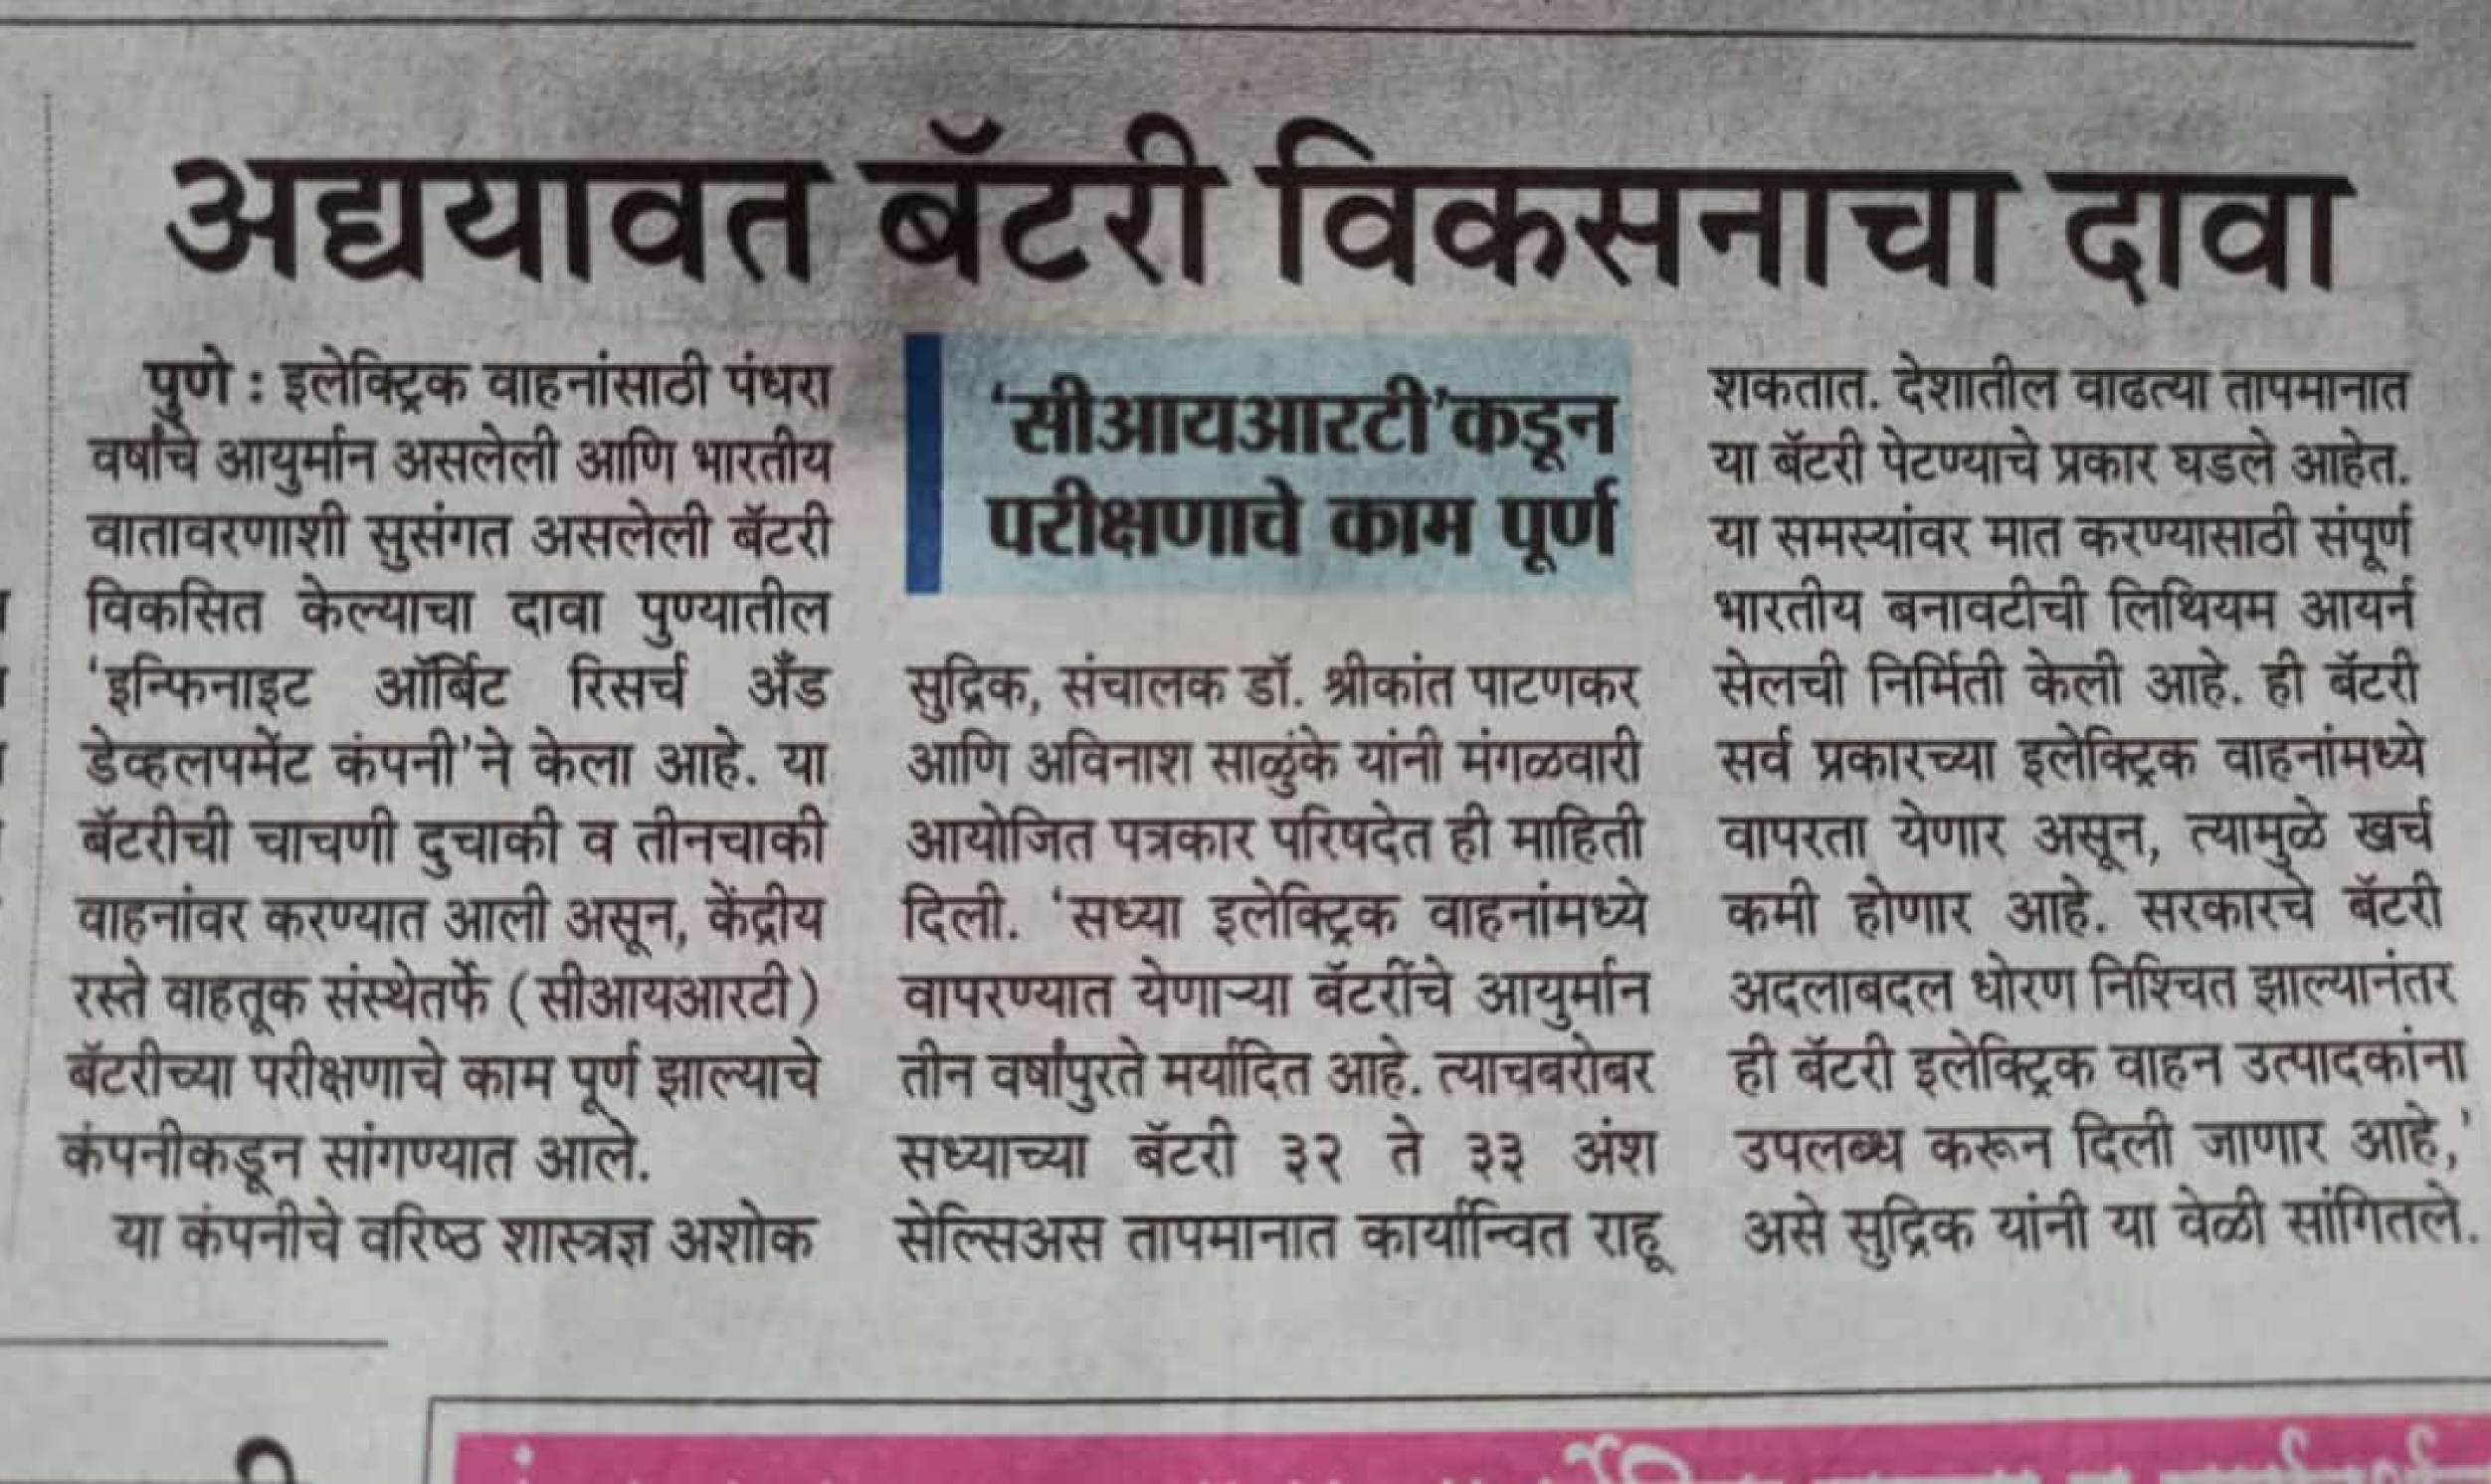 अद्ययावत बॅटरी विकसनाचा दावा
पुणे : इलेक्ट्रिक वाहनांसाठी पंधरा
वर्षांचे आयुर्मान असलेली आणि भारतीय
वातावरणाशी सुसंगत असलेली बॅटरी
विकसित केल्याचा दावा पुण्यातील
‘इन्फिनाइट ऑर्बिट रिसर्च अँड
डेव्हलपमेंट कंपनी’ने केला आहे. या
बॅटरीची चाचणी दुचाकी व तीनचाकी
वाहनांवर करण्यात आली असून, केंद्रीय
रस्ते वाहतूक संस्थेतर्फे (सीआयआरटी)
बॅटरीच्या परीक्षणाचे काम पूर्ण झाल्याचे
कंपनीकडून सांगण्यात आले.
या कंपनीचे वरिष्ठ शास्त्रज्ञ अशोक
‘सीआयआरटी’कडून
परीक्षणाचे काम पूर्ण
सुद्रिक, संचालक डॉ. श्रीकांत पाटणकर
आणि अविनाश साळुंके यांनी मंगळवारी
आयोजित पत्रकार परिषदेत ही माहिती
दिली. ‘सध्या इलेक्ट्रिक वाहनांमध्ये
वापरण्यात येणाऱ्या बॅटरींचे आयुर्मान
तीन वर्षांपुरते मर्यादित आहे. त्याचबरोबर
सध्याच्या बॅटरी ३२ ते ३३ अंश
सेल्सिअस तापमानात कार्यान्वित राहू
शकतात. देशातील वाढत्या तापमानात
या बॅटरी पेटण्याचे प्रकार घडले आहेत.
या समस्यांवर मात करण्यासाठी संपूर्ण
भारतीय बनावटीची लिथियम आयर्न
सेलची निर्मिती केली आहे. ही बॅटरी
सर्व प्रकारच्या इलेक्ट्रिक वाहनांमध्ये
वापरता येणार असून, त्यामुळे खर्च
कमी होणार आहे. सरकारचे बॅटरी
अदलाबदल धोरण निश्चित झाल्यानंतर
ही बॅटरी इलेक्ट्रिक वाहन उत्पादकांना
उपलब्ध करून दिली जाणार आहे,’
असे सुद्रिक यांनी या वेळी सांगितले.